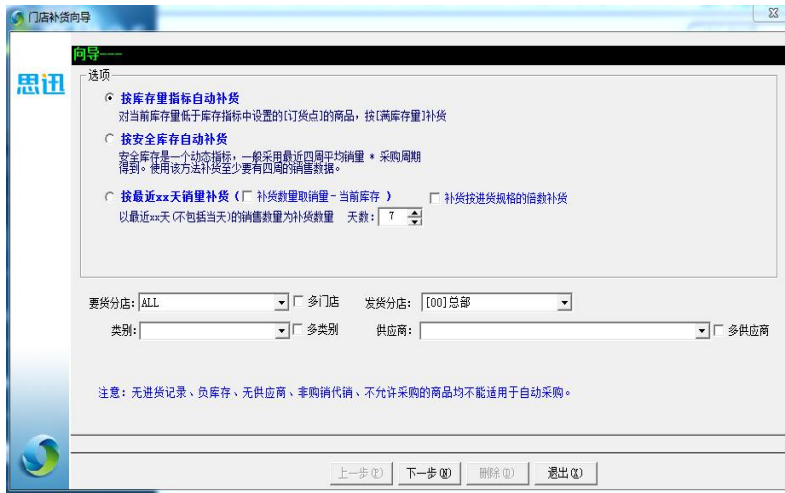 门店补货向导
向导---
思迅
选项
按库存量指标自动补货
对当前库存量低于库存指标中设置的[订货点]的商品，按[满库存量]补货
按安全库存自动补货
安全库存是一个动态指标，一般采用最近四周平均销量 * 采购周期
得到。使用该方法补货至少要有四周的销售数据。
按最近xx天销量补货（ 补货数量取销量-当前库存 ） 补货按进货规格的倍数补货
以最近xx天(不包括当天)的销售数量为补货数量 天数: 7
要货分店: ALL 多门店 发货分店: [00]总部
类别: 多类别 供应商: 多供应商
注意：无进货记录、负库存、无供应商、非购销代销、不允许采购的商品均不能适用于自动采购。
上一步(P) 下一步(N) 删除(D) 退出(X)